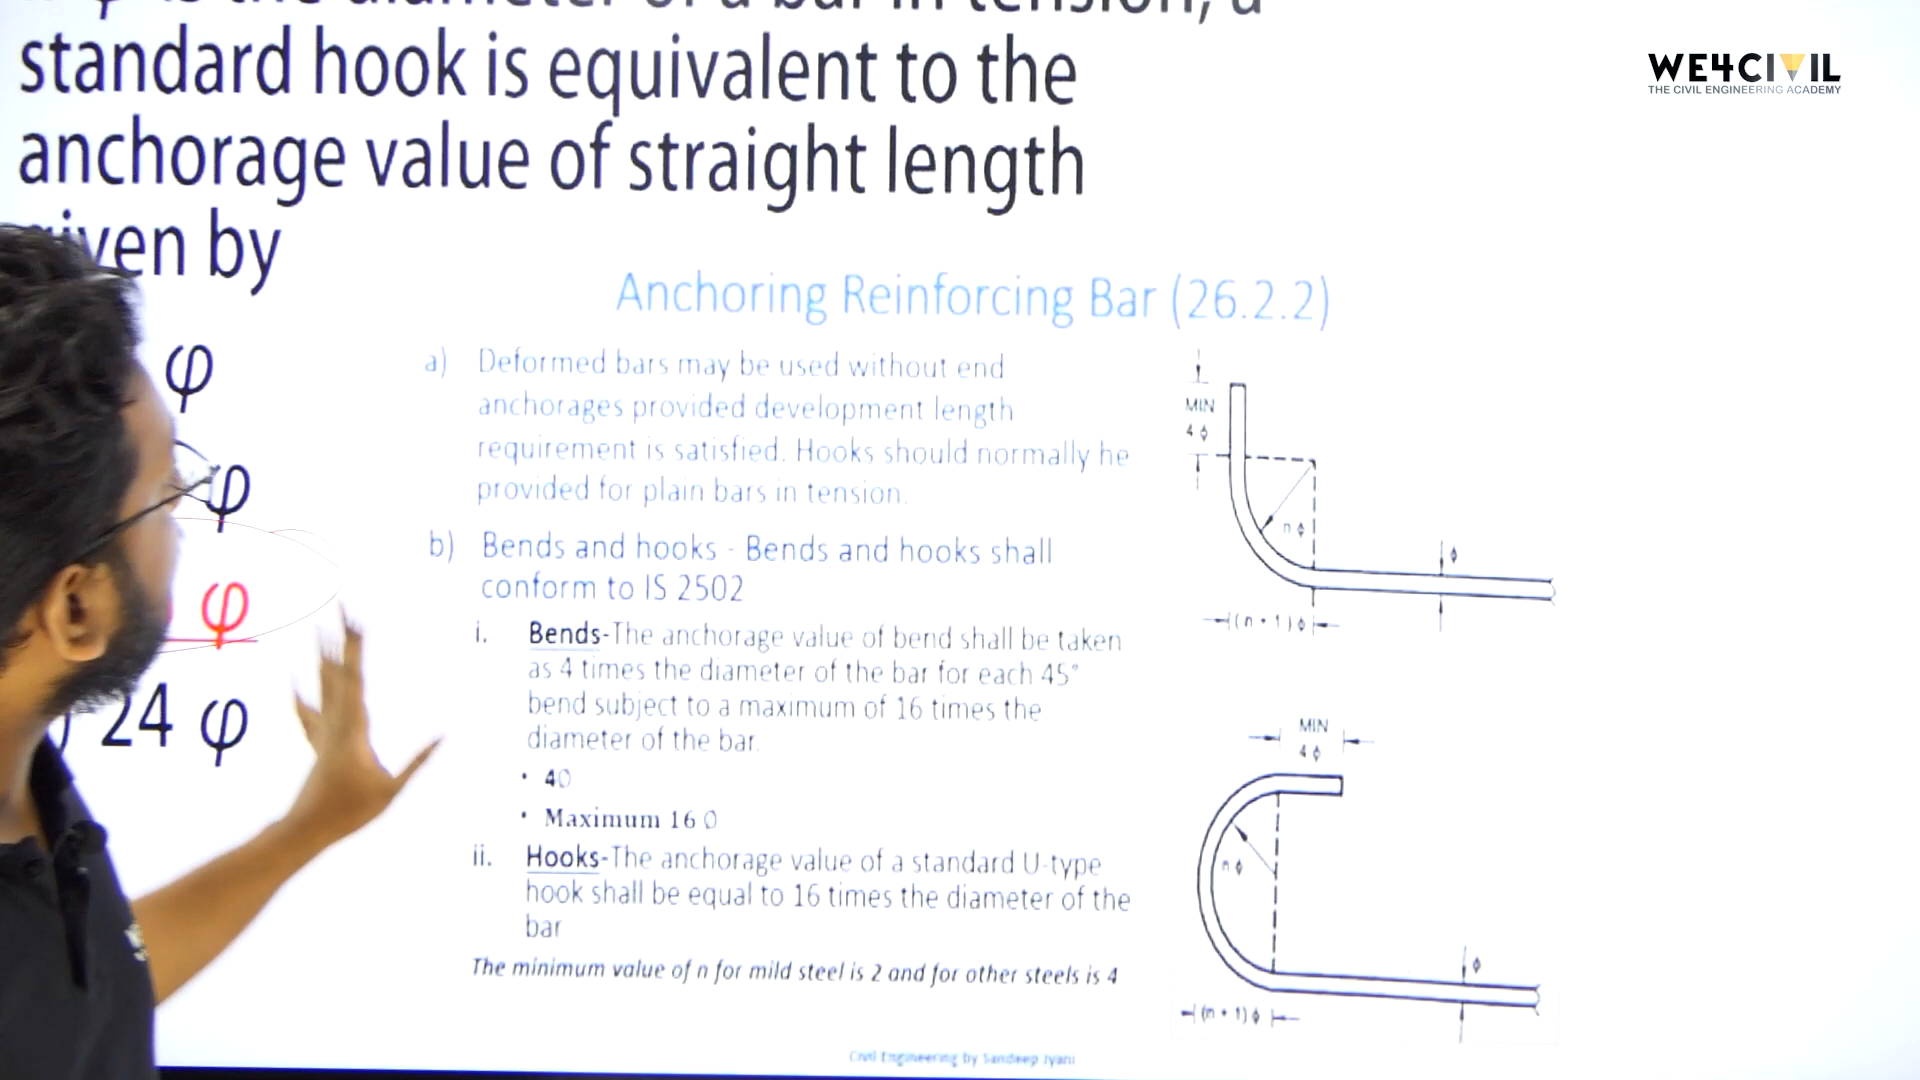 standard hook is equivalent to the
anchorage value of straight length
given by
φ
φ
φ
24 φ
WE4CIVIL
THE CIVIL ENGINEERING ACADEMY
Anchoring Reinforcing Bar (26.2.2)
a) Deformed bars may be used without end
anchorages provided development length
requirement is satisfied. Hooks should normally he
provided for plain bars in tension.
b) Bends and hooks - Bends and hooks shall
conform to IS 2502
i. Bends-The anchorage value of bend shall be taken
as 4 times the diameter of the bar for each 45°
bend subject to a maximum of 16 times the
diameter of the bar.
• 4∅
• Maximum 16 ∅
ii. Hooks-The anchorage value of a standard U-type
hook shall be equal to 16 times the diameter of the
bar
The minimum value of n for mild steel is 2 and for other steels is 4
MIN
4 ϕ
n ϕ
ϕ
(n + 1) ϕ
MIN
4 ϕ
n ϕ
ϕ
(n + 1) ϕ
Civil Engineering by Sandeep Jyani